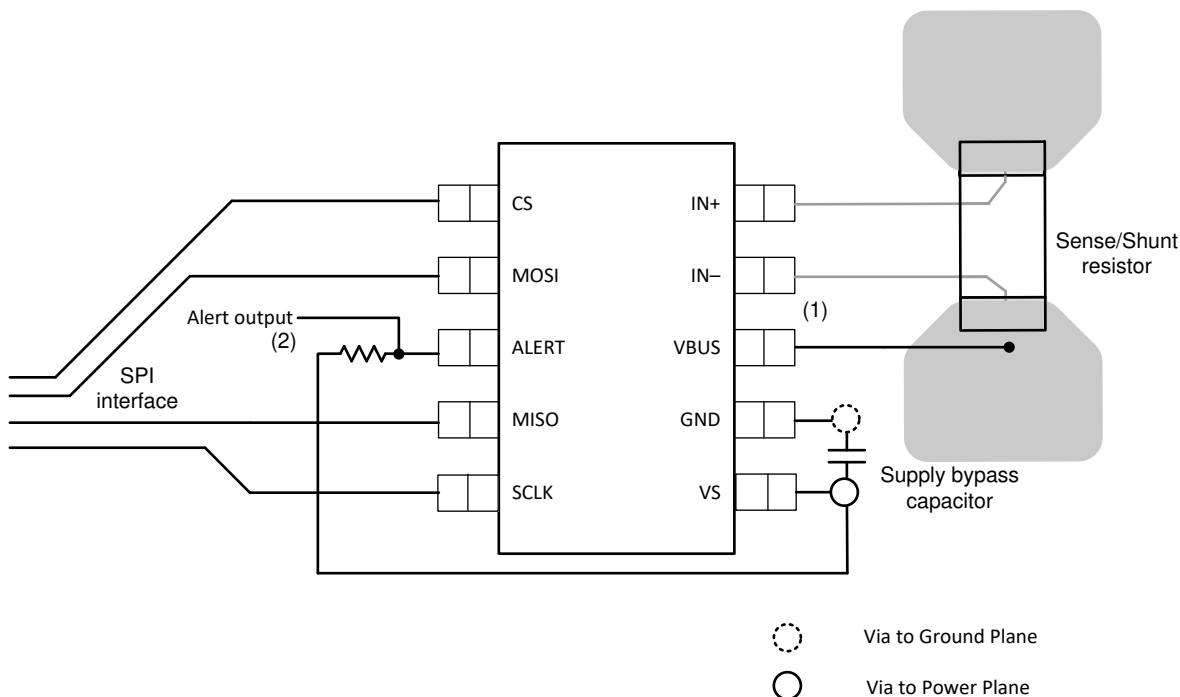 CS
IN+
MOSI
IN–
Sense/Shunt
resistor
(1)
Alert output
(2)
ALERT
VBUS
SPI
interface
MISO
GND
Supply bypass
capacitor
SCLK
VS
Via to Ground Plane
Via to Power Plane